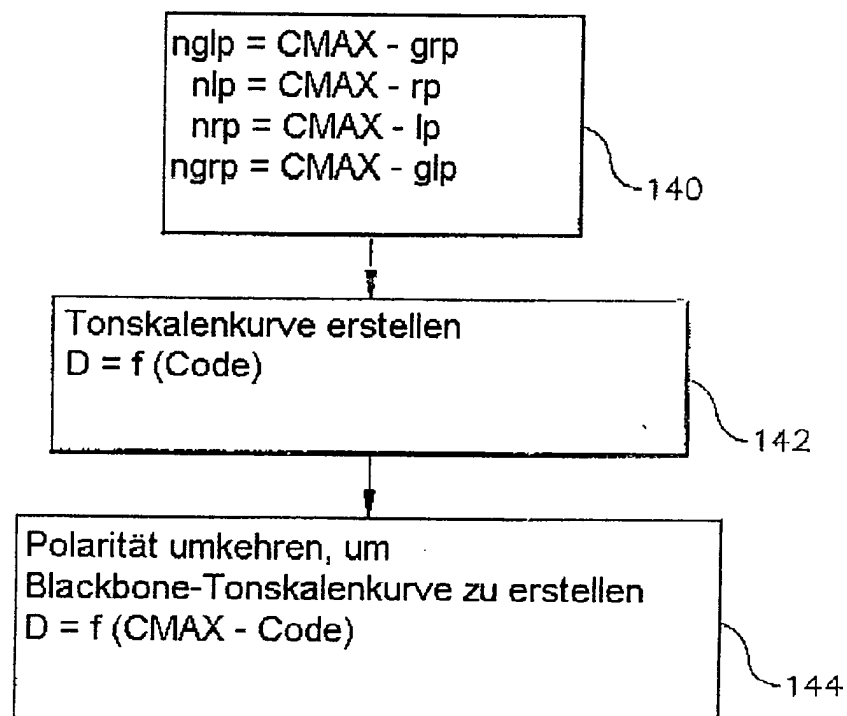 nglp = CMAX - grp
nlp = CMAX - rp
nrp = CMAX - lp
ngrp = CMAX - glp
140
Tonskalenkurve erstellen
D = f (Code)
142
Polarität umkehren, um
Blackbone-Tonskalenkurve zu erstellen
D = f (CMAX - Code)
144